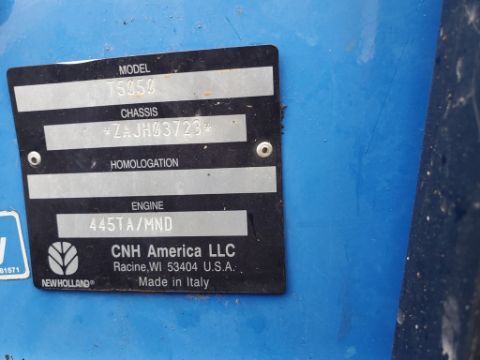 MODEL
T5050
CHASSIS
*ZAJH03723*
HOMOLOGATION
ENGINE
445TA/MND
CNH America LLC
Racine,WI 53404 U.S.A.
Made in Italy
NEW HOLLAND®
81571